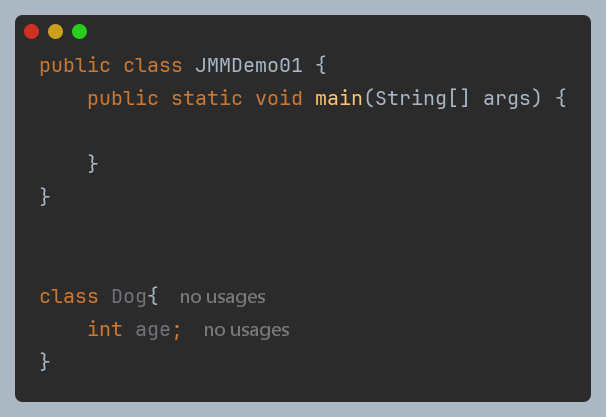 public class JMMDemo01 {
    public static void main(String[] args) {
    }
}
class Dog{ no usages
    int age; no usages
}